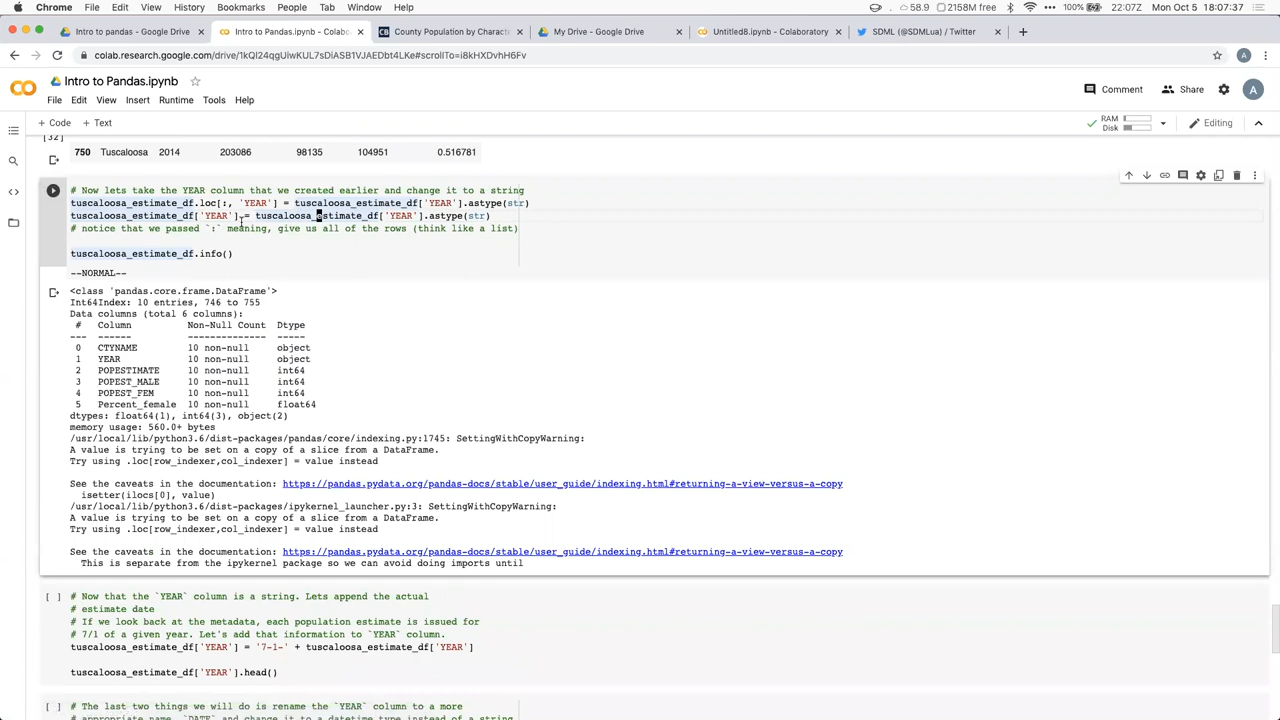 Chrome File Edit View History Bookmarks People Tab Window Help 58.9 2158M free 100% 22:07Z Mon Oct 5 18:07:37
Intro to pandas - Google Drive Intro to Pandas.ipynb - Colabo County Population by Charact My Drive - Google Drive Untitled8.ipynb - Colaboratory SDML (@SDMLua) / Twitter
colab.research.google.com/drive/1kQl24qgUiwKUL7sDiASB1VJAEDbt4LKe#scrollTo=i8kHXDvhH6Fv A
CO Intro to Pandas.ipynb Comment Share A
File Edit View Insert Runtime Tools Help
+ Code + Text RAM Disk Editing
[32]
750 Tuscaloosa 2014 203086 98135 104951 0.516781
# Now lets take the YEAR column that we created earlier and change it to a string
tuscaloosa_estimate_df.loc[:, 'YEAR'] = tuscaloosa_estimate_df['YEAR'].astype(str)
tuscaloosa_estimate_df['YEAR'] = tuscaloosa_estimate_df['YEAR'].astype(str)
# notice that we passed `:` meaning, give us all of the rows (think like a list)
tuscaloosa_estimate_df.info()
--NORMAL--
<class 'pandas.core.frame.DataFrame'>
Int64Index: 10 entries, 746 to 755
Data columns (total 6 columns):
# Column Non-Null Count Dtype
--- ------ -------------- -----
0 CTYNAME 10 non-null object
1 YEAR 10 non-null object
2 POPESTIMATE 10 non-null int64
3 POPEST_MALE 10 non-null int64
4 POPEST_FEM 10 non-null int64
5 Percent_female 10 non-null float64
dtypes: float64(1), int64(3), object(2)
memory usage: 560.0+ bytes
/usr/local/lib/python3.6/dist-packages/pandas/core/indexing.py:1745: SettingWithCopyWarning:
A value is trying to be set on a copy of a slice from a DataFrame.
Try using .loc[row_indexer,col_indexer] = value instead
See the caveats in the documentation: https://pandas.pydata.org/pandas-docs/stable/user_guide/indexing.html#returning-a-view-versus-a-copy
isetter(ilocs[0], value)
/usr/local/lib/python3.6/dist-packages/ipykernel_launcher.py:3: SettingWithCopyWarning:
A value is trying to be set on a copy of a slice from a DataFrame.
Try using .loc[row_indexer,col_indexer] = value instead
See the caveats in the documentation: https://pandas.pydata.org/pandas-docs/stable/user_guide/indexing.html#returning-a-view-versus-a-copy
This is separate from the ipykernel package so we can avoid doing imports until
[ ] # Now that the `YEAR` column is a string. Lets append the actual
# estimate date
# If we look back at the metadata, each population estimate is issued for
# 7/1 of a given year. Let's add that information to `YEAR` column.
tuscaloosa_estimate_df['YEAR'] = '7-1-' + tuscaloosa_estimate_df['YEAR']
tuscaloosa_estimate_df['YEAR'].head()
[ ] # The last two things we will do is rename the `YEAR` column to a more
# appropriate name, `DATE` and change it to a datetime type instead of a string